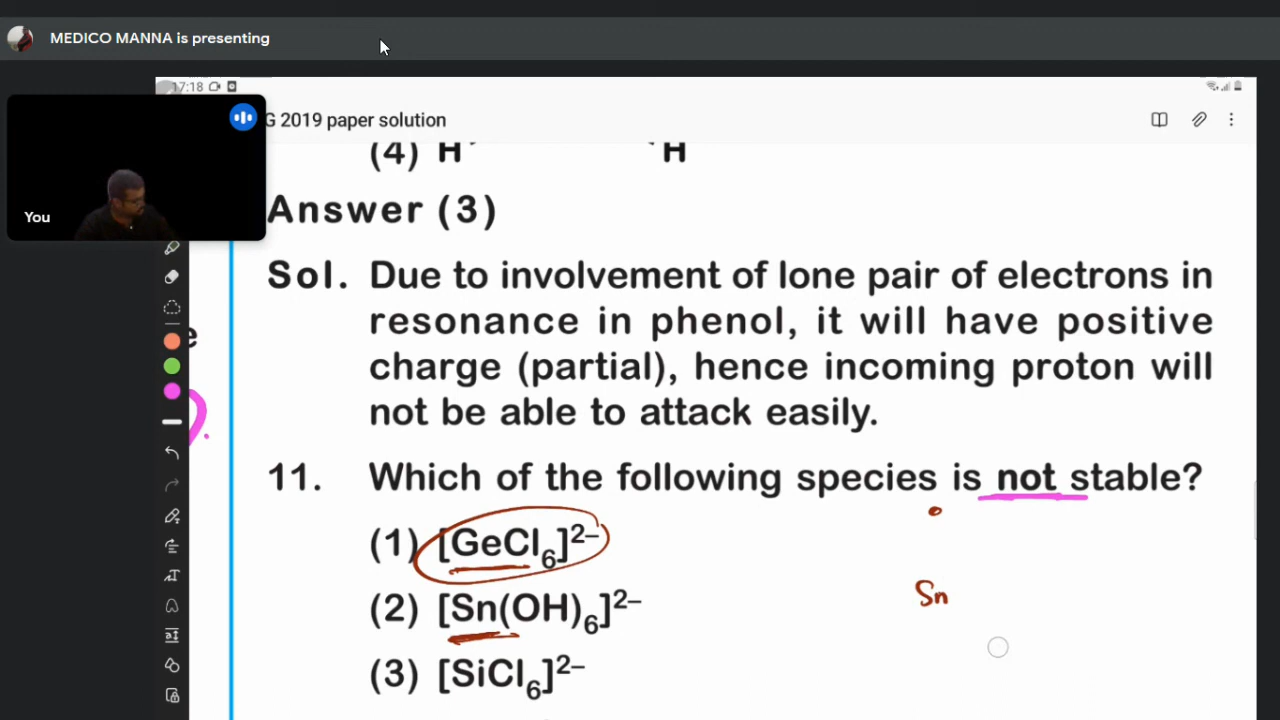 MEDICO MANNA is presenting
17:18
G 2019 paper solution
You
(4) H H
Answer (3)
Sol. Due to involvement of lone pair of electrons in
resonance in phenol, it will have positive
charge (partial), hence incoming proton will
not be able to attack easily.
11. Which of the following species is not stable?
(1) [GeCl₆]²⁻
(2) [Sn(OH)₆]²⁻
Sn
(3) [SiCl₆]²⁻